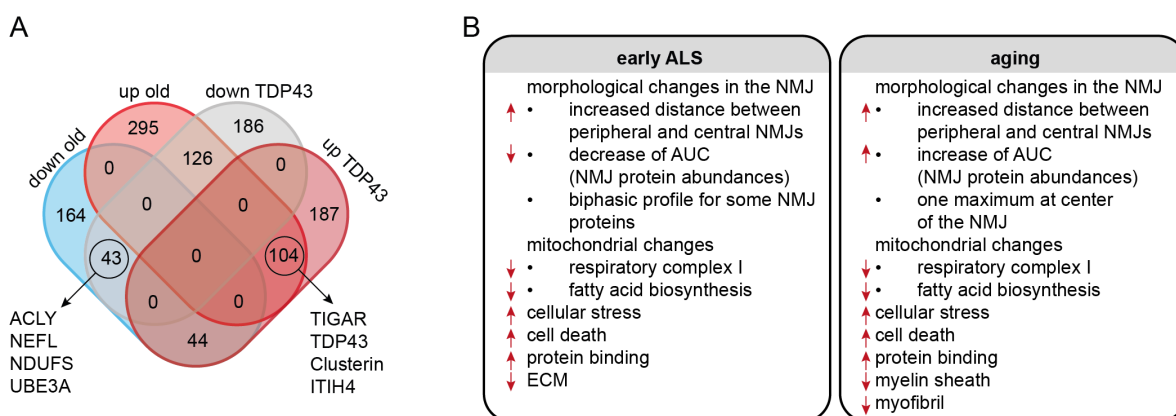 A
up old
down TDP43
down old
up TDP43
295
186
0
126
0
164
0
0
187
43
0
104
0
0
44
ACLY
NEFL
NDUFS
UBE3A
TIGAR
TDP43
Clusterin
ITIH4
B
early ALS
morphological changes in the NMJ
↑ • increased distance between
peripheral and central NMJs
↓ • decrease of AUC
(NMJ protein abundances)
• biphasic profile for some NMJ
proteins
mitochondrial changes
↓ • respiratory complex I
↓ • fatty acid biosynthesis
↑ cellular stress
↑ cell death
↑ protein binding
↓ ECM
aging
morphological changes in the NMJ
↑ • increased distance between
peripheral and central NMJs
↑ • increase of AUC
(NMJ protein abundances)
• one maximum at center
of the NMJ
mitochondrial changes
↓ • respiratory complex I
↓ • fatty acid biosynthesis
↑ cellular stress
↑ cell death
↑ protein binding
↓ myelin sheath
↓ myofibril